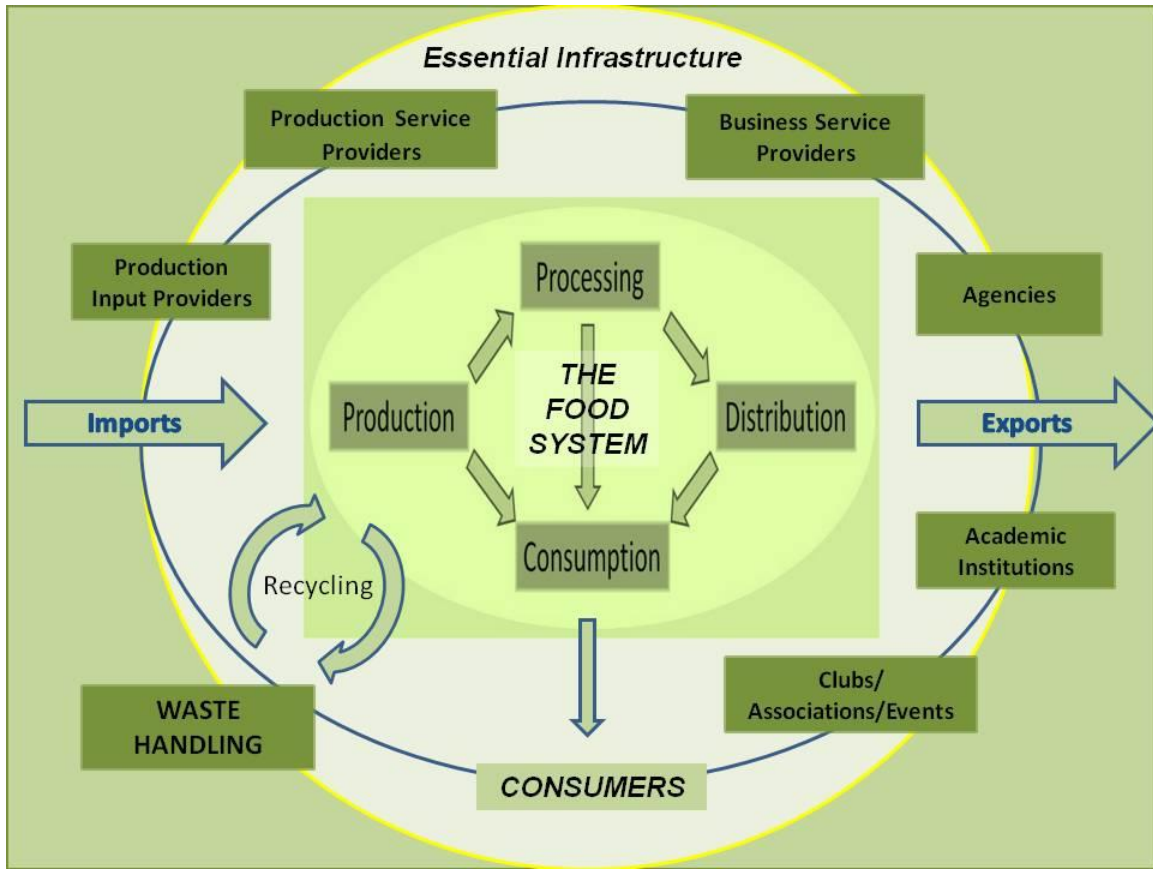 Essential Infrastructure
Production Service
Providers
Business Service
Providers
Production
Input Providers
Agencies
Processing
THE
FOOD
SYSTEM
Production
Distribution
Consumption
Imports
Exports
Recycling
Academic
Institutions
WASTE
HANDLING
Clubs/
Associations/Events
CONSUMERS